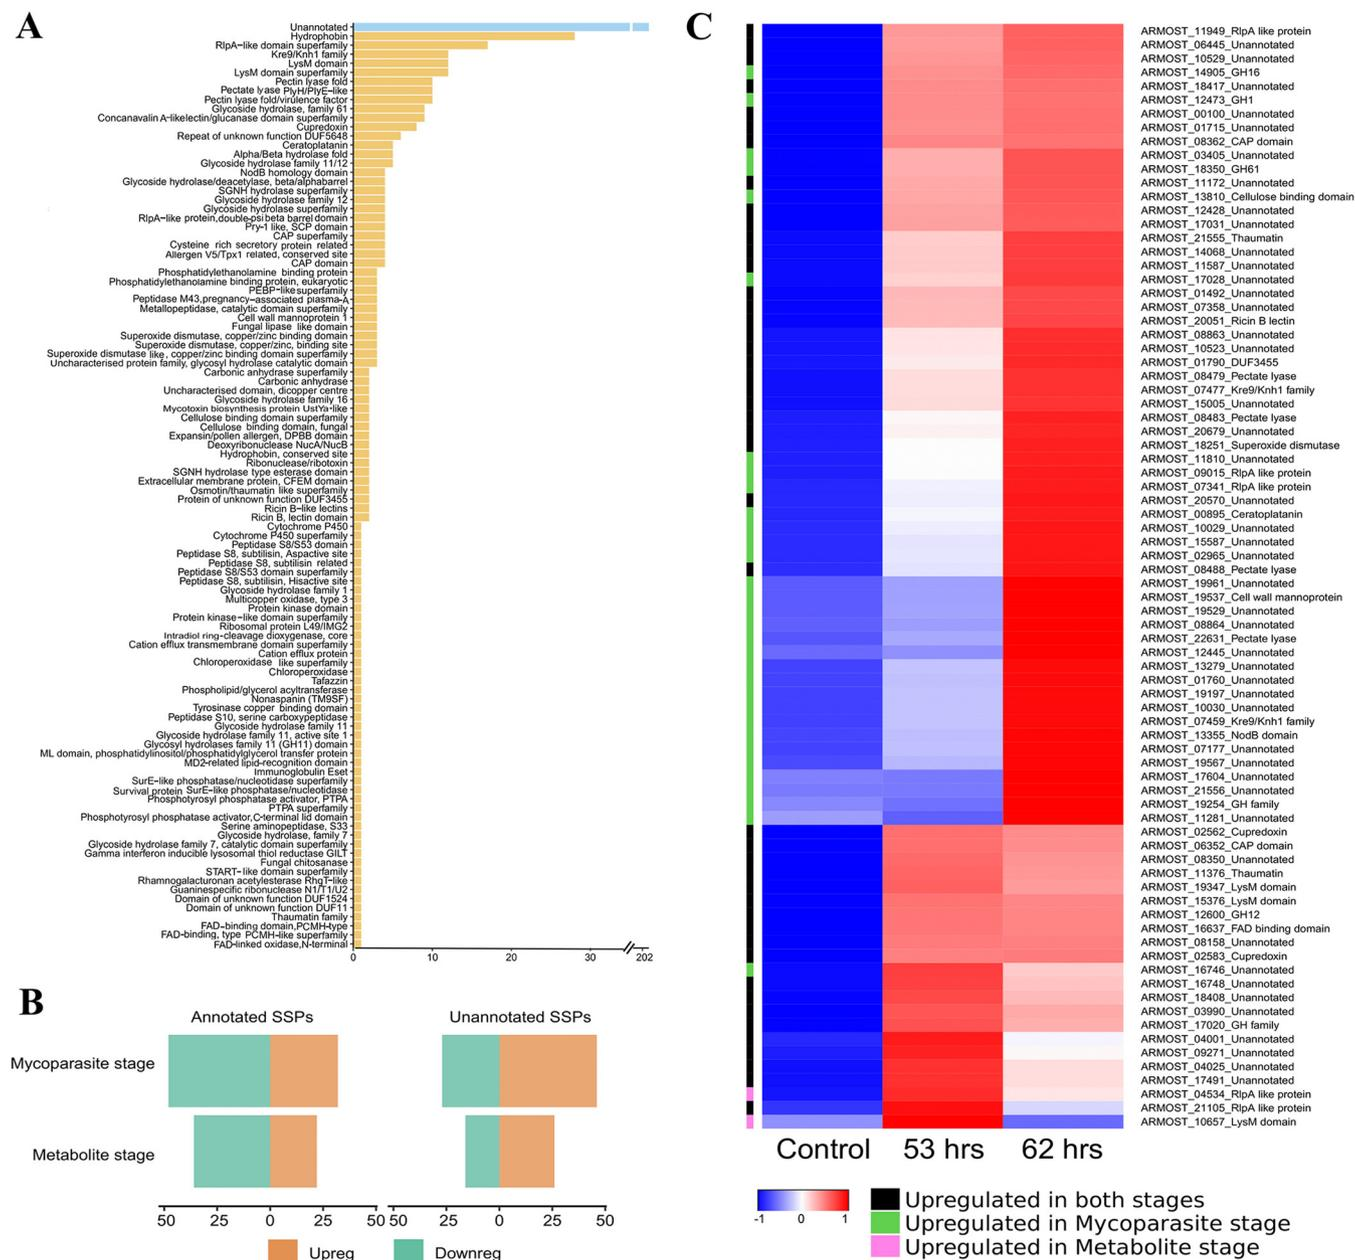 A
Unannotated
Hydrophobin
RlpA-like domain superfamily
Kre9/Knh1 family
LysM domain
LysM domain superfamily
Pectin lyase fold
Pectate lyase PlyH/PlyE-like
Pectin lyase fold/virulence factor
Glycoside hydrolase, family 61
Concanavalin A-likelectin/glucanase domain superfamily
Cupredoxin
Repeat of unknown function DUF5648
Ceratoplatanin
Alpha/Beta hydrolase fold
Glycoside hydrolase family 11/12
NodB homology domain
Glycoside hydrolase/deacetylase, beta/alphabarrel
SGNH hydrolase superfamily
Glycoside hydrolase family 12
Glycoside hydrolase superfamily
RlpA-like protein,double-psibeta barrel domain
Pry-1 like, SCP domain
CAP superfamily
Cysteine rich secretory protein related
Allergen V5/Tpx1 related, conserved site
CAP domain
Phosphatidylethanolamine binding protein
Phosphatidylethanolamine binding protein, eukaryotic
PEBP-like superfamily
Peptidase M43,pregnancy-associated plasma-A
Metallopeptidase, catalytic domain superfamily
Cell wall mannoprotein 1
Fungal lipase like domain
Superoxide dismutase, copper/zinc binding domain
Superoxide dismutase, copper/zinc, binding site
Superoxide dismutase like, copper/zinc binding domain superfamily
Uncharacterised protein family, glycosyl hydrolase catalytic domain
Carbonic anhydrase superfamily
Carbonic anhydrase
Uncharacterised domain, dicopper centre
Glycoside hydrolase family 16
Mycotoxin biosynthesis protein UstYa-like
Cellulose binding domain superfamily
Cellulose binding domain, fungal
Expansin/pollen allergen, DPBB domain
Deoxyribonuclease NucA/NucB
Hydrophobin, conserved site
Ribonuclease/ribotoxin
SGNH hydrolase type esterase domain
Extracellular membrane protein, CFEM domain
Osmotin/thaumatin like superfamily
Protein of unknown function DUF3455
Ricin B-like lectins
Ricin B, lectin domain
Cytochrome P450
Cytochrome P450 superfamily
Peptidase S8/S53 domain
Peptidase S8, subtilisin, Aspactive site
Peptidase S8, subtilisin related
Peptidase S8/S53 domain superfamily
Peptidase S8, subtilisin, Hisactive site
Glycoside hydrolase family 1
Multicopper oxidase, type 3
Protein kinase domain
Protein kinase-like domain superfamily
Ribosomal protein L49/IMG2
Intradiol ring-cleavage dioxygenase, core
Cation efflux transmembrane domain superfamily
Cation efflux protein
Chloroperoxidase like superfamily
Chloroperoxidase
Tafazzin
Phospholipid/glycerol acyltransferase
Nonaspanin (TM9SF)
Tyrosinase copper binding domain
Peptidase S10, serine carboxypeptidase
Glycoside hydrolase family 11
Glycoside hydrolase family 11, active site 1
Glycosyl hydrolases family 11 (GH11) domain
ML domain, phosphatidylinositol/phosphatidylglycerol transfer protein
MD2-related lipid-recognition domain
Immunoglobulin Eset
SurE-like phosphatase/nucleotidase superfamily
Survival protein SurE-like phosphatase/nucleotidase
Phosphotyrosyl phosphatase activator, PTPA
PTPA superfamily
Phosphotyrosyl phosphatase activator,C-terminal lid domain
Serine aminopeptidase, S33
Glycoside hydrolase, family 7
Glycoside hydrolase family 7, catalytic domain superfamily
Gamma interferon inducible lysosomal thiol reductase GILT
Fungal chitosanase
START-like domain superfamily
Rhamnogalacturonan acetylesterase RhgT-like
Guaninespecific ribonuclease N1/T1/U2
Domain of unknown function DUF1524
Domain of unknown function DUF11
Thaumatin family
FAD-binding domain,PCMH-type
FAD-binding, type PCMH-like superfamily
FAD-linked oxidase,N-terminal
0 10 20 30 202
B
Annotated SSPs Unannotated SSPs
Mycoparasite stage
Metabolite stage
50 25 0 25 50 50 25 0 25 50
Upreg Downreg
C
ARMOST_11949_RlpA like protein
ARMOST_06445_Unannotated
ARMOST_10529_Unannotated
ARMOST_14905_GH16
ARMOST_18417_Unannotated
ARMOST_12473_GH1
ARMOST_00100_Unannotated
ARMOST_01715_Unannotated
ARMOST_08362_CAP domain
ARMOST_03405_Unannotated
ARMOST_18350_GH61
ARMOST_11172_Unannotated
ARMOST_13810_Cellulose binding domain
ARMOST_12428_Unannotated
ARMOST_17031_Unannotated
ARMOST_21555_Thaumatin
ARMOST_14068_Unannotated
ARMOST_11587_Unannotated
ARMOST_17028_Unannotated
ARMOST_01492_Unannotated
ARMOST_07358_Unannotated
ARMOST_20051_Ricin B lectin
ARMOST_08863_Unannotated
ARMOST_10523_Unannotated
ARMOST_01790_DUF3455
ARMOST_08479_Pectate lyase
ARMOST_07477_Kre9/Knh1 family
ARMOST_15005_Unannotated
ARMOST_08483_Pectate lyase
ARMOST_20679_Unannotated
ARMOST_18251_Superoxide dismutase
ARMOST_11810_Unannotated
ARMOST_09015_RlpA like protein
ARMOST_07341_RlpA like protein
ARMOST_20570_Unannotated
ARMOST_00895_Ceratoplatanin
ARMOST_10029_Unannotated
ARMOST_15587_Unannotated
ARMOST_02965_Unannotated
ARMOST_08488_Pectate lyase
ARMOST_19961_Unannotated
ARMOST_19537_Cell wall mannoprotein
ARMOST_19529_Unannotated
ARMOST_08864_Unannotated
ARMOST_22631_Pectate lyase
ARMOST_12445_Unannotated
ARMOST_13279_Unannotated
ARMOST_01760_Unannotated
ARMOST_19197_Unannotated
ARMOST_10030_Unannotated
ARMOST_07459_Kre9/Knh1 family
ARMOST_13355_NodB domain
ARMOST_07177_Unannotated
ARMOST_19567_Unannotated
ARMOST_17604_Unannotated
ARMOST_21556_Unannotated
ARMOST_19254_GH family
ARMOST_11281_Unannotated
ARMOST_02562_Cupredoxin
ARMOST_06352_CAP domain
ARMOST_08350_Unannotated
ARMOST_11376_Thaumatin
ARMOST_19347_LysM domain
ARMOST_15376_LysM domain
ARMOST_12600_GH12
ARMOST_16637_FAD binding domain
ARMOST_08158_Unannotated
ARMOST_02583_Cupredoxin
ARMOST_16746_Unannotated
ARMOST_16748_Unannotated
ARMOST_18408_Unannotated
ARMOST_03990_Unannotated
ARMOST_17020_GH family
ARMOST_04001_Unannotated
ARMOST_09271_Unannotated
ARMOST_04025_Unannotated
ARMOST_17491_Unannotated
ARMOST_04534_RlpA like protein
ARMOST_21105_RlpA like protein
ARMOST_10657_LysM domain
Control 53 hrs 62 hrs
-1 0 1
Upregulated in both stages
Upregulated in Mycoparasite stage
Upregulated in Metabolite stage